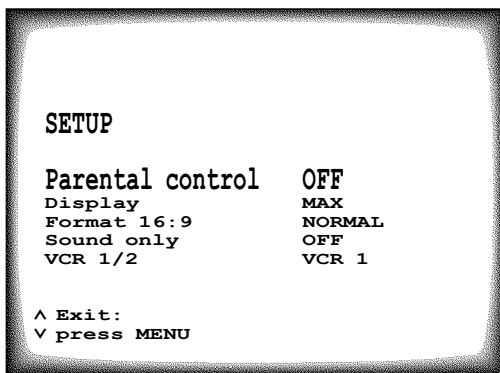 SETUP
Parental control OFF
Display MAX
Format 16:9 NORMAL
Sound only OFF
VCR 1/2 VCR 1
∧ Exit:
∨ press MENU